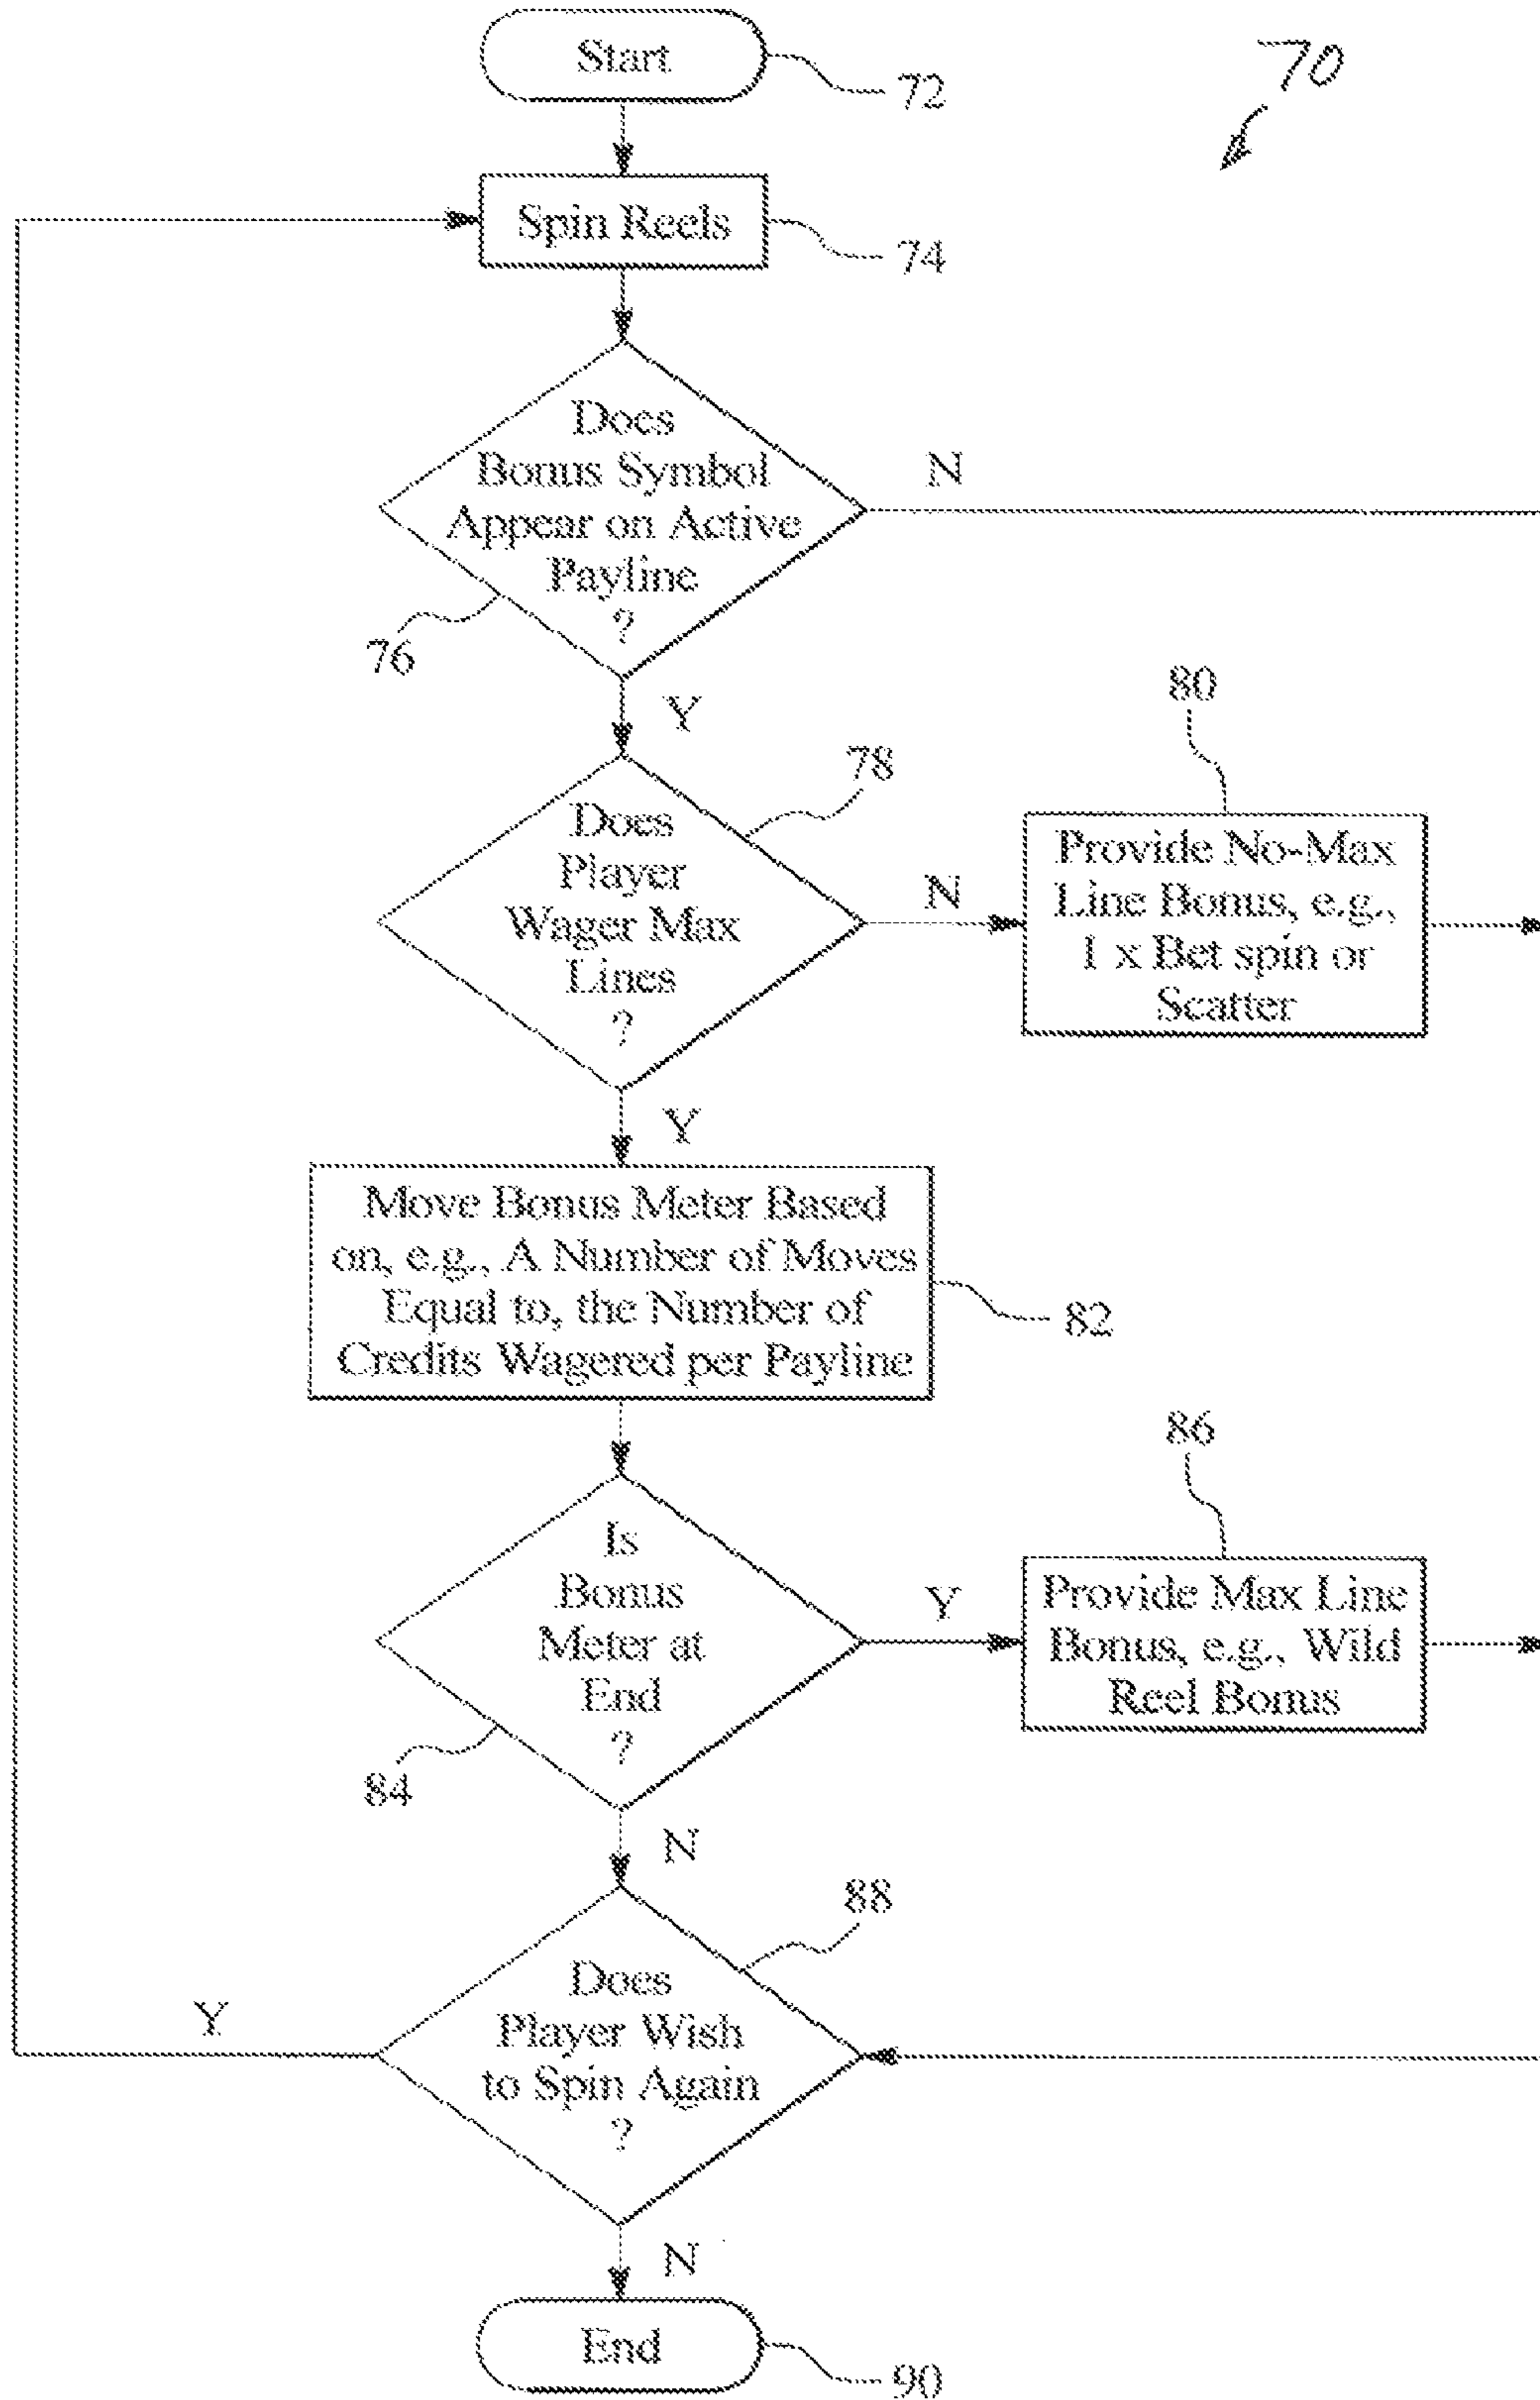 Start
72
70
Spin Reels
74
Does
Bonus Symbol
Appear on Active
Payline
?
N
76
Y
80
78
Does
Player
Wager Max
Lines
?
N
Provide No-Max
Line Bonus, e.g.,
1 x Bet spin or
Scatter
Y
Move Bonus Meter Based
on, e.g., A Number of Moves
Equal to, the Number of
Credits Wagered per Payline
82
86
Is
Bonus
Meter at
End
?
Y
Provide Max Line
Bonus, e.g., Wild
Reel Bonus
84
N
88
Does
Player Wish
to Spin Again
?
Y
N
End
90